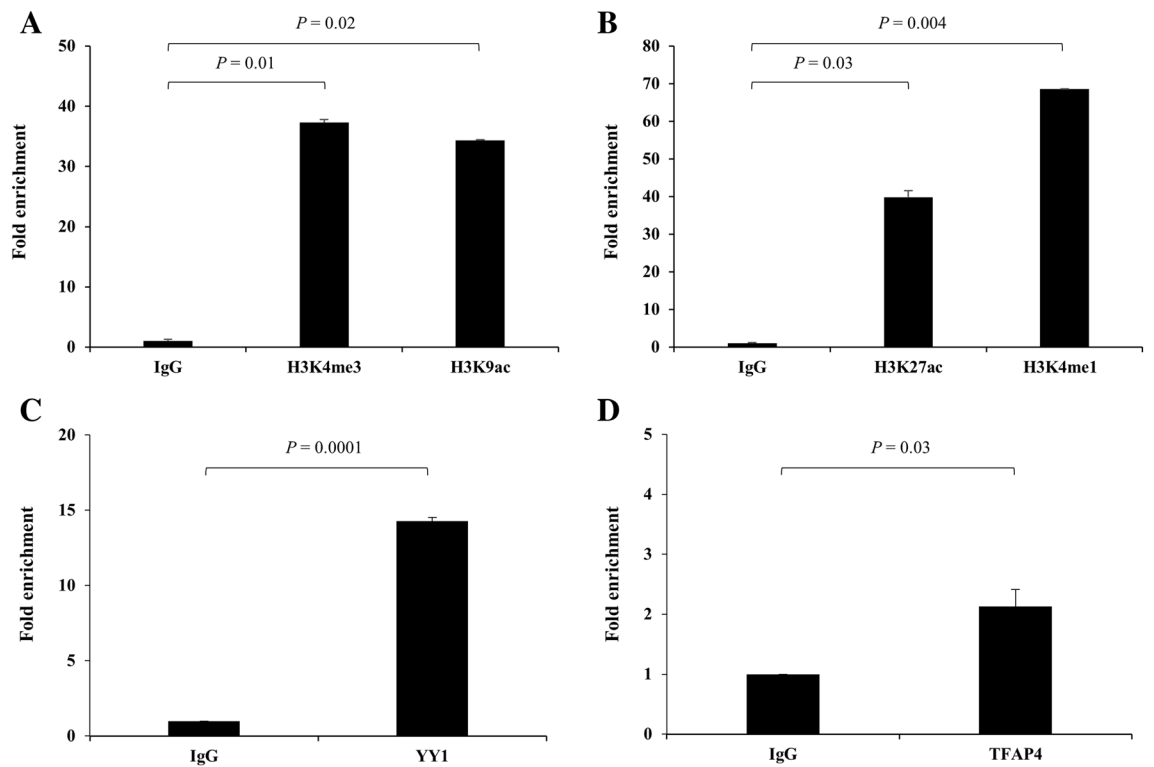 A
P = 0.02
P = 0.01
50
40
30
20
10
0
Fold enrichment
IgG H3K4me3 H3K9ac
B
P = 0.004
P = 0.03
80
70
60
50
40
30
20
10
0
Fold enrichment
IgG H3K27ac H3K4me1
C
P = 0.0001
20
15
10
5
0
Fold enrichment
IgG YY1
D
P = 0.03
5
4
3
2
1
0
Fold enrichment
IgG TFAP4